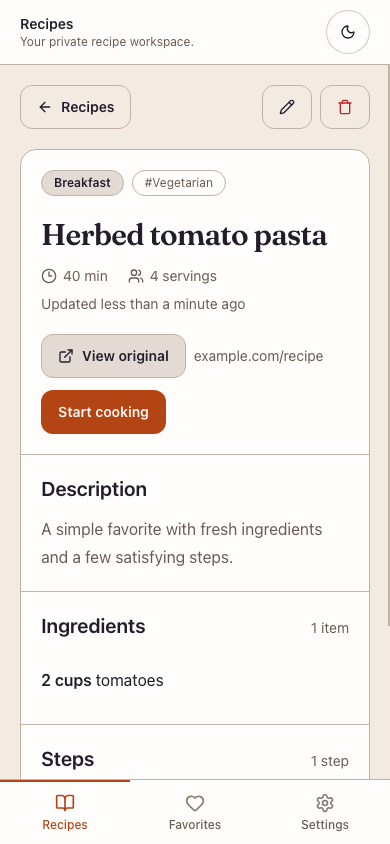 Recipes
Your private recipe workspace.
Recipes
Breakfast
#Vegetarian
Herbed tomato pasta
40 min
4 servings
Updated less than a minute ago
View original
example.com/recipe
Start cooking
Description
A simple favorite with fresh ingredients
and a few satisfying steps.
Ingredients
1 item
2 cups tomatoes
Steps
1 step
Recipes
Favorites
Settings